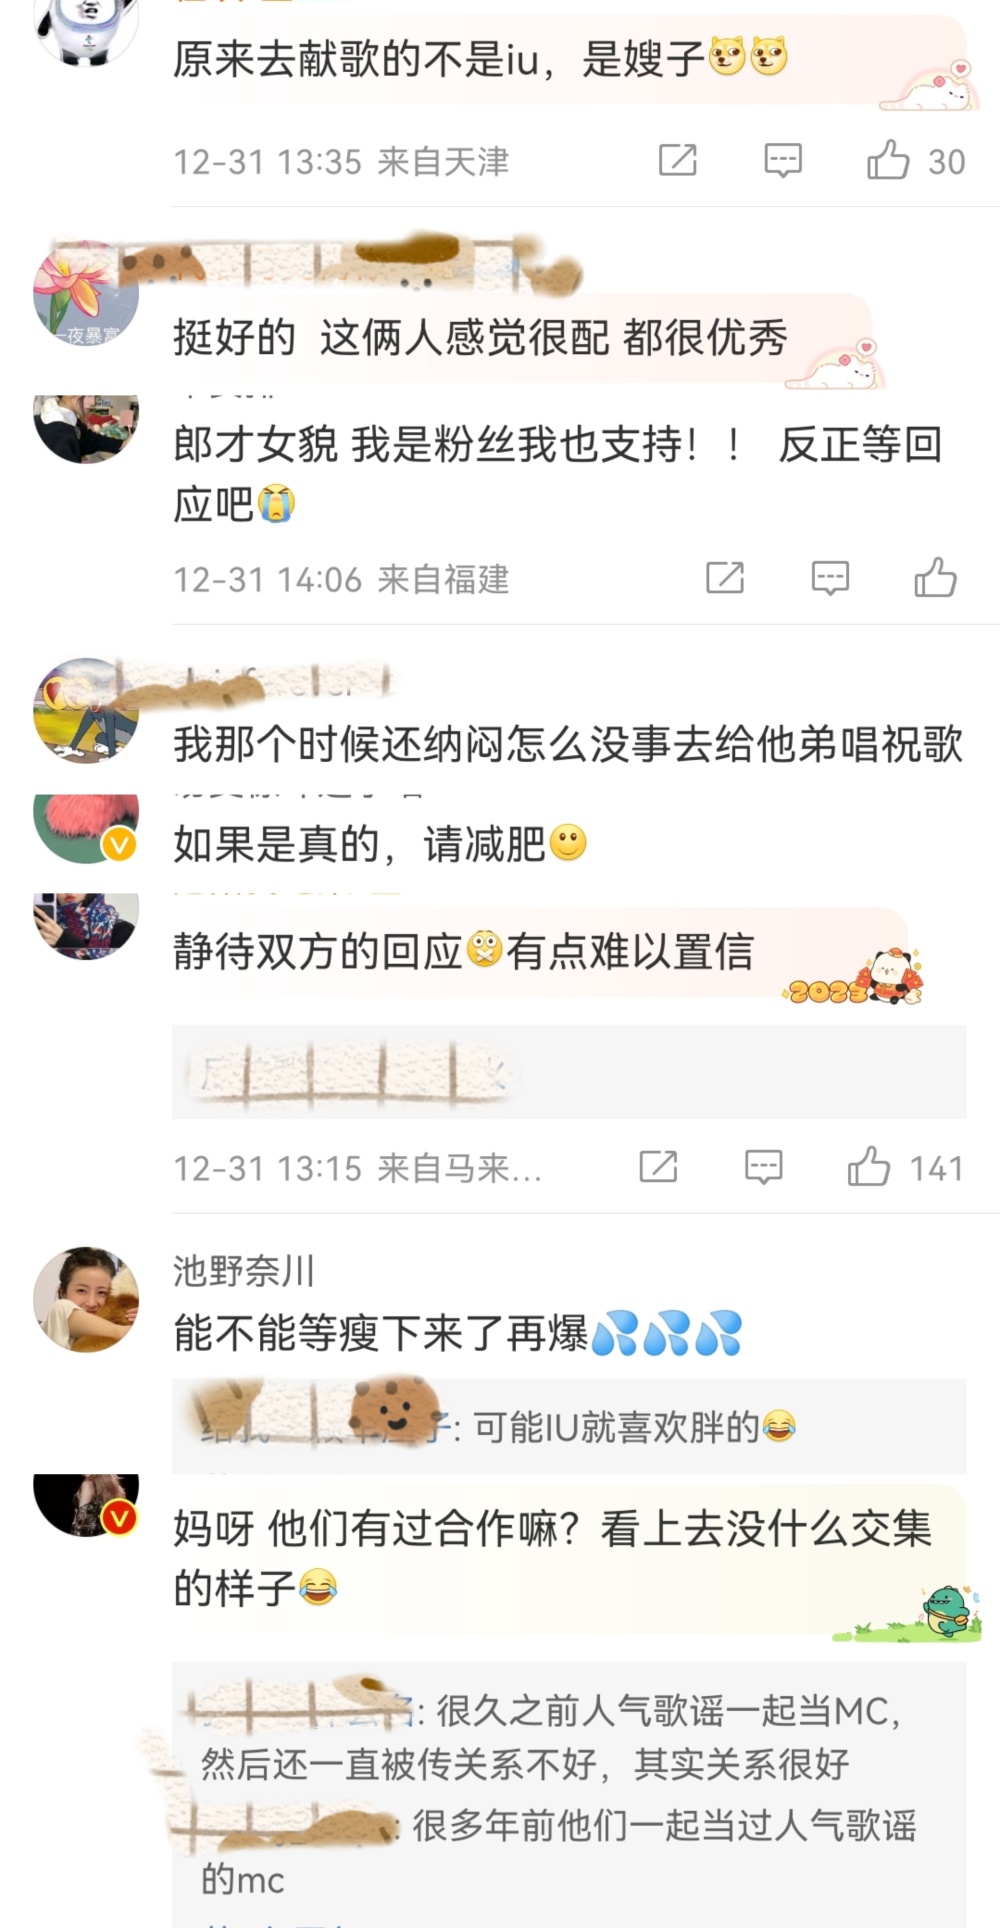 原来去献歌的不是iu，是嫂子
12-31 13:35 来自天津
30
一夜暴富
挺好的 这俩人感觉很配 都很优秀
郎才女貌 我是粉丝我也支持！！ 反正等回
应吧
12-31 14:06 来自福建
我那个时候还纳闷怎么没事去给他弟唱祝歌
如果是真的，请减肥
静待双方的回应有点难以置信
2023
12-31 13:15 来自马来...
141
池野奈川
能不能等瘦下来了再爆
: 可能IU就喜欢胖的
妈呀 他们有过合作嘛？看上去没什么交集
的样子
: 很久之前人气歌谣一起当MC，
然后还一直被传关系不好，其实关系很好
: 很多年前他们一起当过人气歌谣
的mc